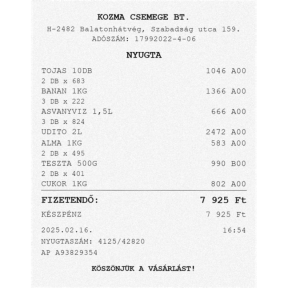 KOZMA CSEMEGE BT.
H-2482 Balatonhátvég, Szabadság utca 159.
ADÓSZÁM: 17992022-4-06
NYUGTA
TOJAS 10DB 1046 A00
2 DB x 683
BANAN 1KG 1366 A00
3 DB x 222
ASVANYVIZ 1,5L 666 A00
3 DB x 824
UDITO 2L 2472 A00
ALMA 1KG 583 A00
2 DB x 495
TESZTA 500G 990 B00
2 DB x 401
CUKOR 1KG 802 A00
FIZETENDŐ: 7 925 Ft
KÉSZPÉNZ 7 925 Ft
2025.02.16. 16:54
NYUGTASZÁM: 4125/42820
AP A93829354
KÖSZÖNJÜK A VÁSÁRLÁST!